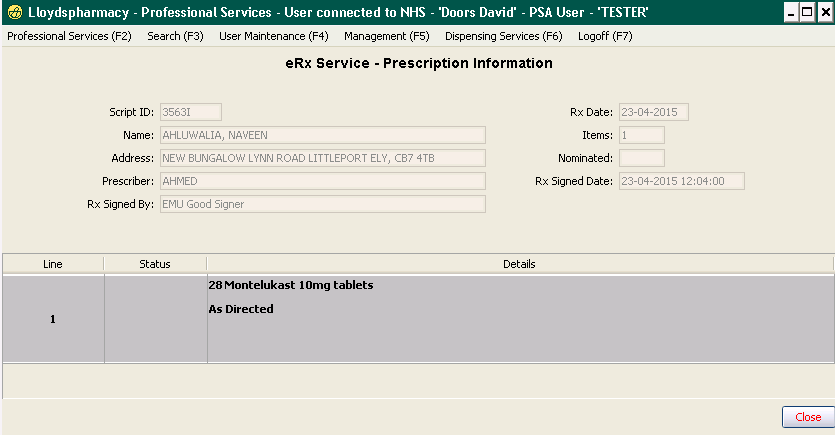 Lloydspharmacy - Professional Services - User connected to NHS - 'Doors David' - PSA User - 'TESTER'
Professional Services (F2) Search (F3) User Maintenance (F4) Management (F5) Dispensing Services (F6) Logoff (F7)
eRx Service - Prescription Information
Script ID: 3563I Rx Date: 23-04-2015
Name: AHLUWALIA, NAVEEN Items: 1
Address: NEW BUNGALOW LYNN ROAD LITTLEPORT ELY, CB7 4TB Nominated:
Prescriber: AHMED Rx Signed Date: 23-04-2015 12:04:00
Rx Signed By: EMU Good Signer
Line Status Details
28 Montelukast 10mg tablets
As Directed
1
Close